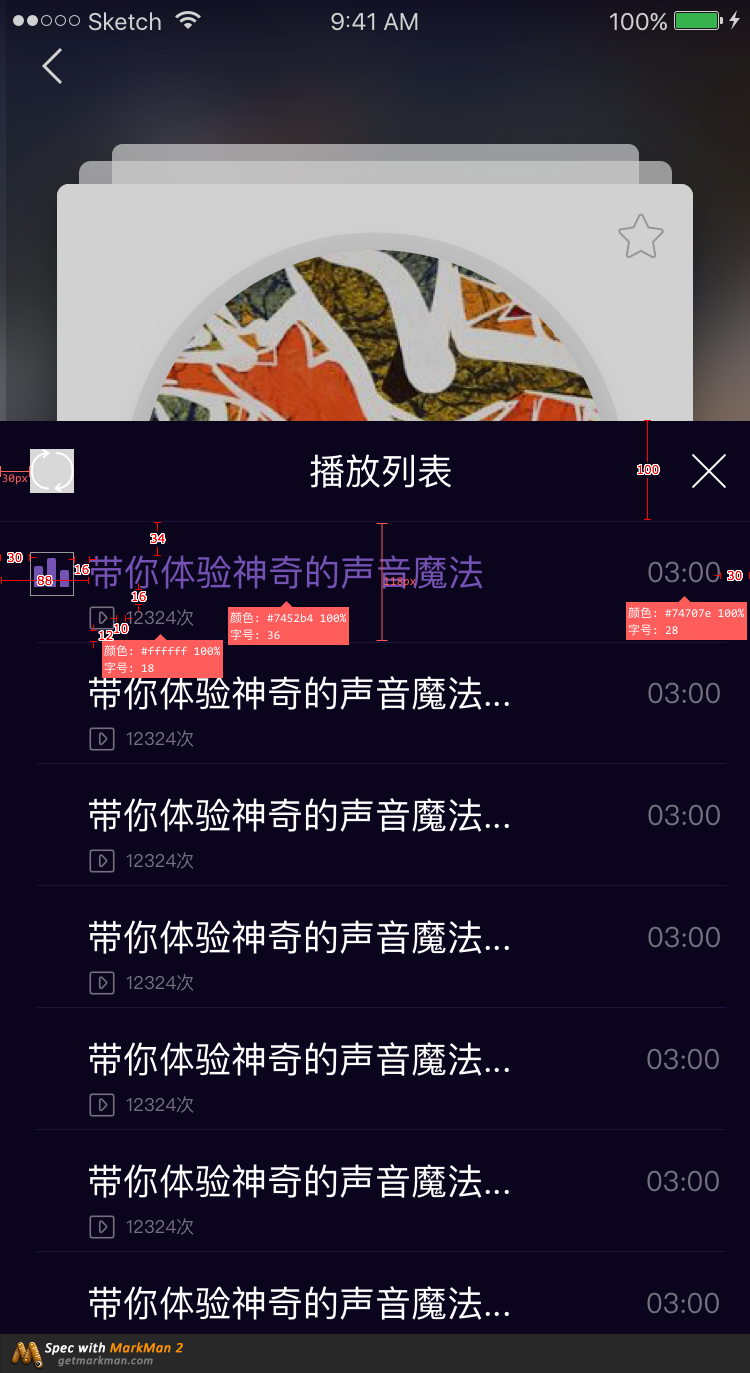 Sketch 9:41 AM 100%
播放列表
30px
100
34
30
16
88
带你体验神奇的声音魔法
118px
03:00
30
16
12324次
12
10
颜色: #7452b4 100%
字号: 36
颜色: #74707e 100%
字号: 28
颜色: #ffffff 100%
字号: 18
带你体验神奇的声音魔法...
03:00
12324次
带你体验神奇的声音魔法...
03:00
12324次
带你体验神奇的声音魔法...
03:00
12324次
带你体验神奇的声音魔法...
03:00
12324次
带你体验神奇的声音魔法...
03:00
12324次
带你体验神奇的声音魔法...
03:00
Spec with MarkMan 2
getmarkman.com